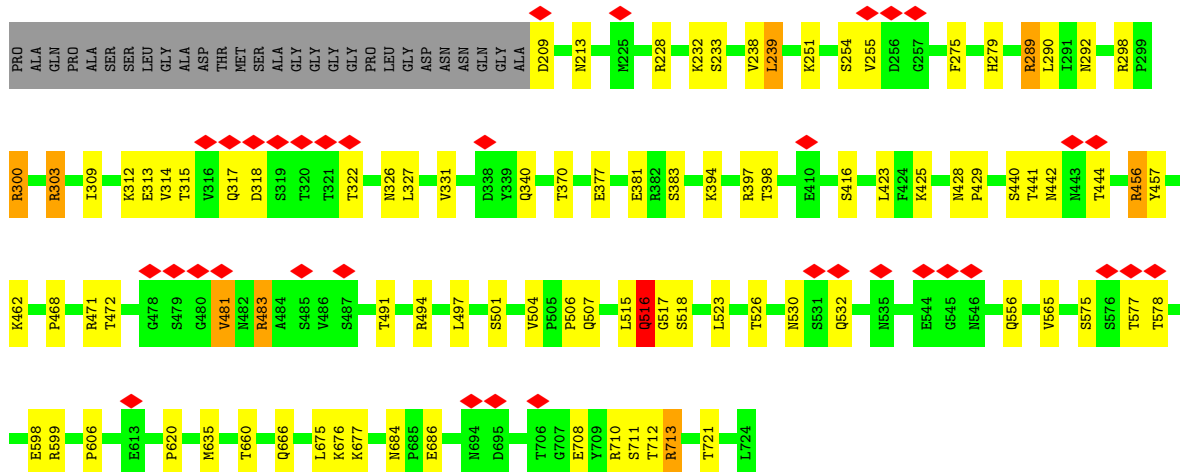 PRO ALA GLN PRO ALA SER SER LEU GLY ALA ASP THR MET SER ALA GLY GLY GLY GLY PRO LEU GLY ASP ASN ASN GLN GLY ALA D209 N213 M225 R228 K232 S233 V238 L239 K251 S254 V255 D256 G257 F275 H279 R289 L290 I291 N292 R298 P299
R300 R303 I309 K312 E313 V314 T315 V316 Q317 D318 S319 T320 T321 T322 N326 L327 V331 D338 Y339 Q340 T370 E377 E381 R382 S383 K394 R397 T398 E410 S416 L423 F424 K425 N428 P429 S440 T441 N442 N443 T444 R456 Y457
K462 P468 R471 T472 G478 S479 G480 V481 N482 R483 A484 S485 V486 S487 T491 R494 L497 S501 V504 P505 P506 Q507 L515 Q516 G517 S518 L523 T526 N530 S531 Q532 N535 E544 G545 N546 Q556 V565 S575 S576 T577 T578
E598 R599 P606 E613 P620 M635 T660 Q666 L675 K676 K677 N684 P685 E686 N694 D695 T706 G707 E708 Y709 R710 S711 T712 R713 T721 L724